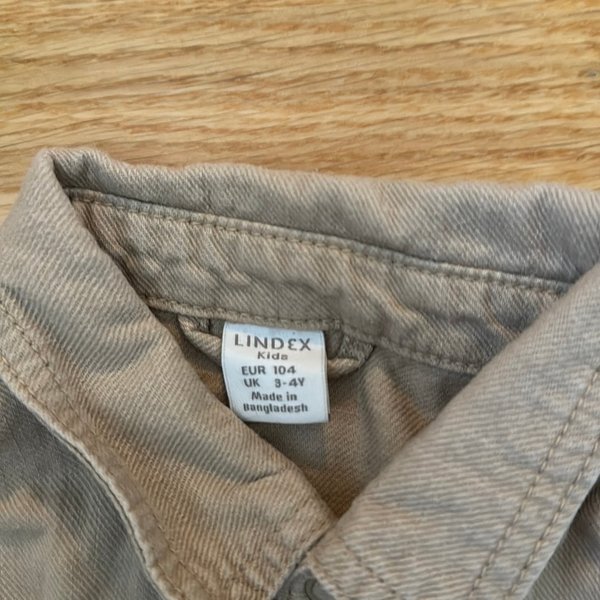 LINDEX
Kids
EUR 104
UK 3-4Y
Made in
Bangladesh